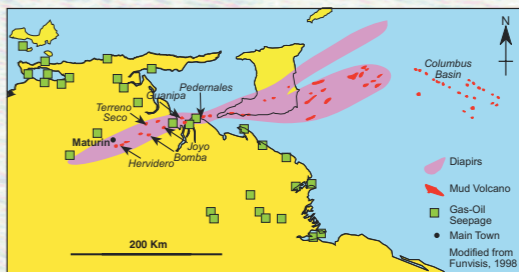 N
Columbus
Basin
Pedernales
Guanipa
Terreno
Seco
Maturin
Joyo
Bomba
Hervidero
200 Km
Diapirs
Mud Volcano
Gas-Oil
Seepage
Main Town
Modified from
Funvisis, 1998